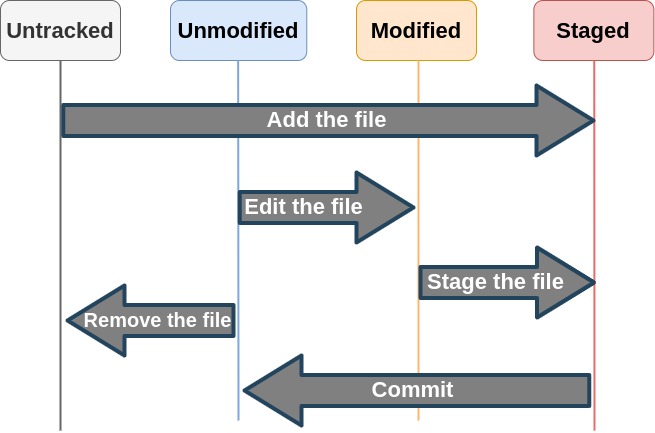 Untracked
Unmodified
Modified
Staged
Add the file
Edit the file
Stage the file
Remove the file
Commit